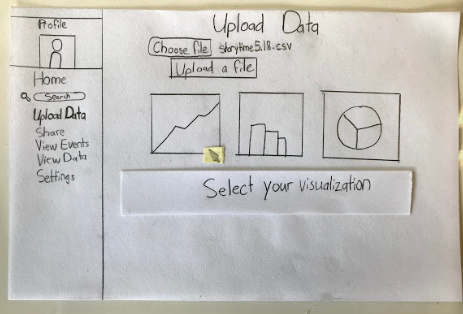 Profile
Home
Search
Upload Data
Share
View Events
View Data
Settings
Upload Data
Choose file storytime5.18.csv
Upload a file
Select your visualization